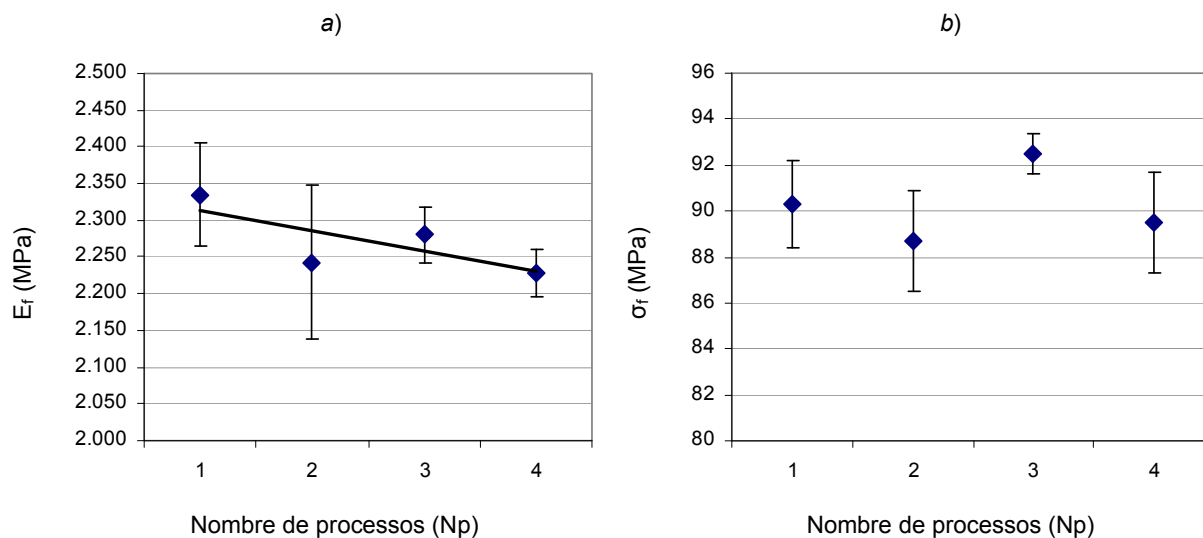 a)
2.500
2.450
2.400
2.350
2.300
2.250
2.200
2.150
2.100
2.050
2.000
E_f (MPa)
1 2 3 4
Nombre de processos (Np)
b)
96
94
92
90
88
86
84
82
80
σ_f (MPa)
1 2 3 4
Nombre de processos (Np)